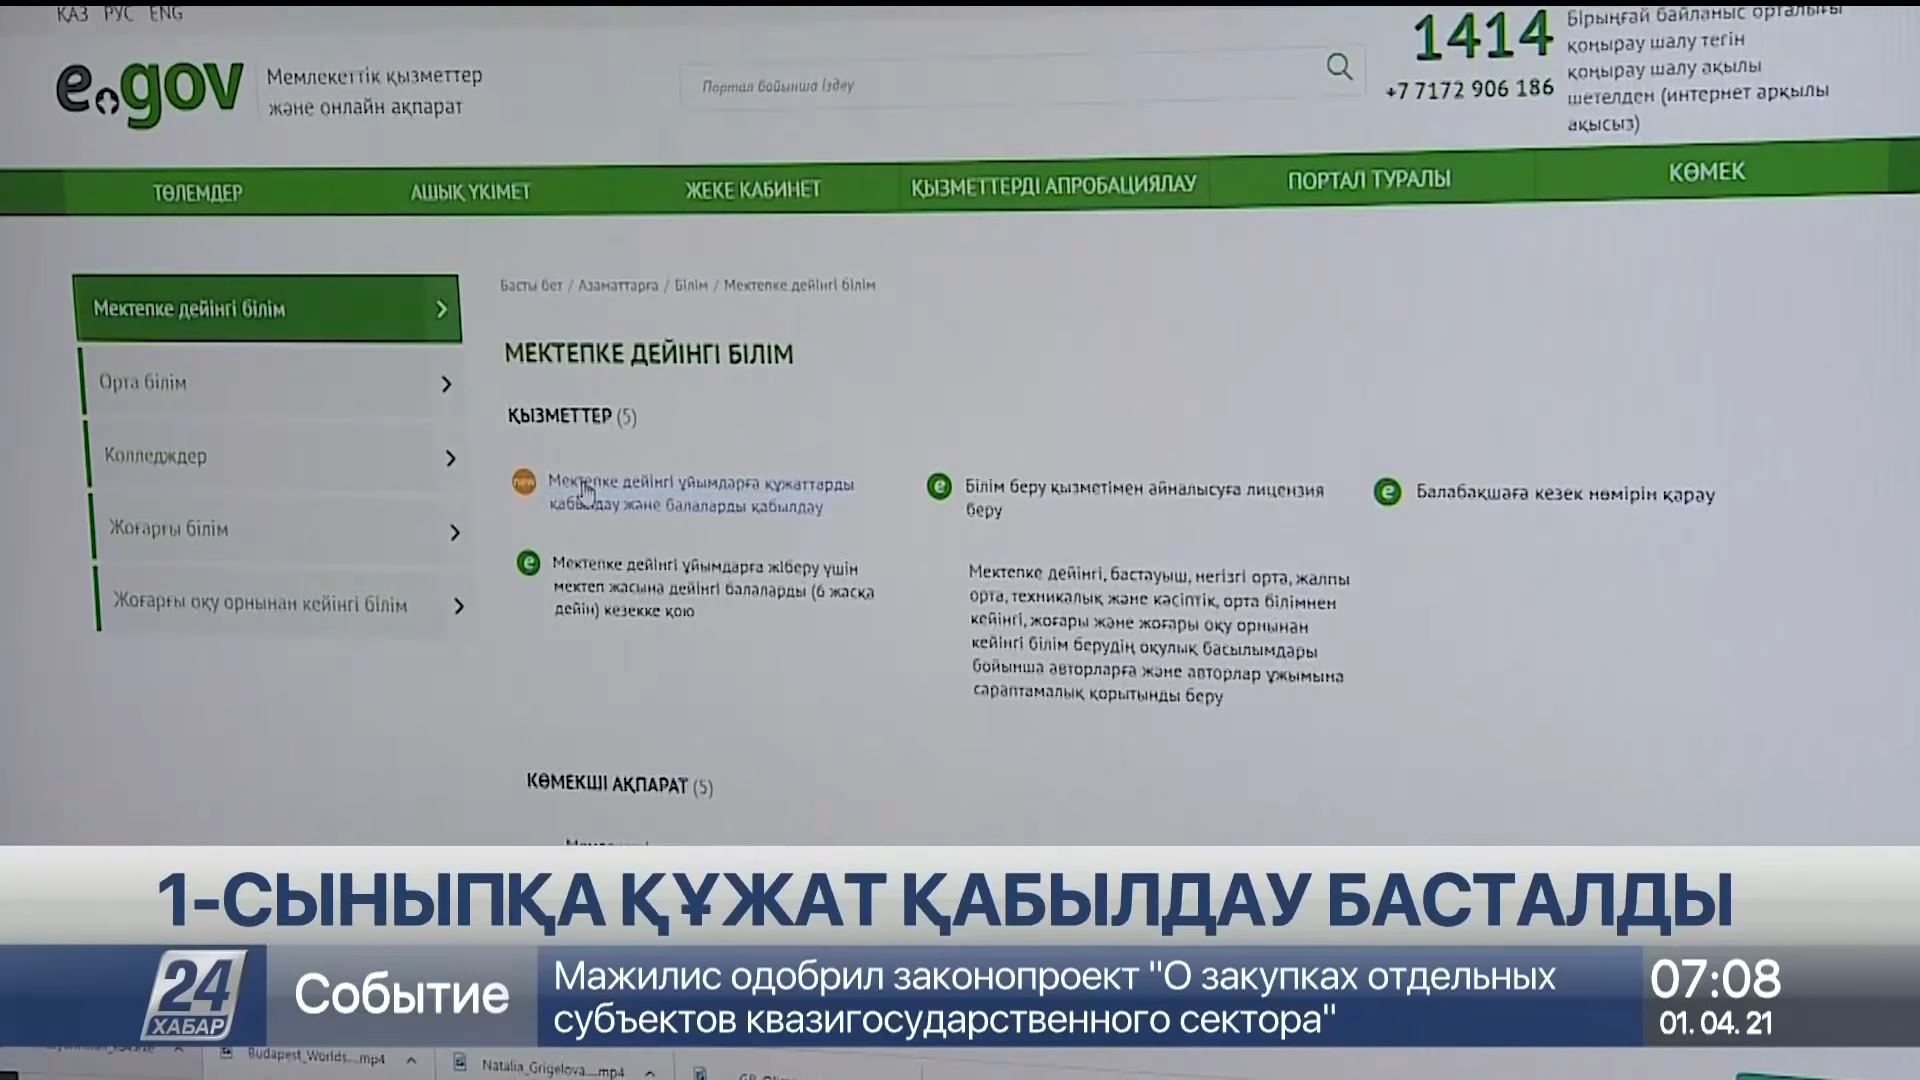 ҚАЗ РУС ENG
e.gov
Мемлекеттік қызметтер
және онлайн ақпарат
Портал бойынша іздеу
1414
+7 7172 906 186
Бірыңғай байланыс орталығы
қоңырау шалу тегін
қоңырау шалу ақылы
шетелден (интернет арқылы
ақысыз)
ТӨЛЕМДЕР
АШЫҚ ҮКІМЕТ
ЖЕКЕ КАБИНЕТ
ҚЫЗМЕТТЕРДІ АПРОБАЦИЯЛАУ
ПОРТАЛ ТУРАЛЫ
КӨМЕК
Мектепке дейінгі білім
Орта білім
Колледждер
Жоғарғы білім
Жоғарғы оқу орнынан кейінгі білім
Басты бет / Азаматтарға / Білім / Мектепке дейінгі білім
МЕКТЕПКЕ ДЕЙІНГІ БІЛІМ
ҚЫЗМЕТТЕР (5)
new
Мектепке дейінгі ұйымдарға құжаттарды
қабылдау және балаларды қабылдау
e
Мектепке дейінгі ұйымдарға жіберу үшін
мектеп жасына дейінгі балаларды (6 жасқа
дейін) кезекке қою
e
Білім беру қызметімен айналысуға лицензия
беру
Мектепке дейінгі, бастауыш, негізгі орта, жалпы
орта, техникалық және кәсіптік, орта білімнен
кейінгі, жоғары және жоғары оқу орнынан
кейінгі білім берудің оқулық басылымдары
бойынша авторларға және авторлар ұжымына
сараптамалық қорытынды беру
e
Балабақшаға кезек нөмірін қарау
КӨМЕКШІ АҚПАРАТ (5)
1-СЫНЫПҚА ҚҰЖАТ ҚАБЫЛДАУ БАСТАЛДЫ
24
ХАБАР
Событие
Мажилис одобрил законопроект "О закупках отдельных
субъектов квазигосударственного сектора"
07:08
01. 04. 21
Budapest_Worlds....mp4
Natalia_Grigelova....mp4